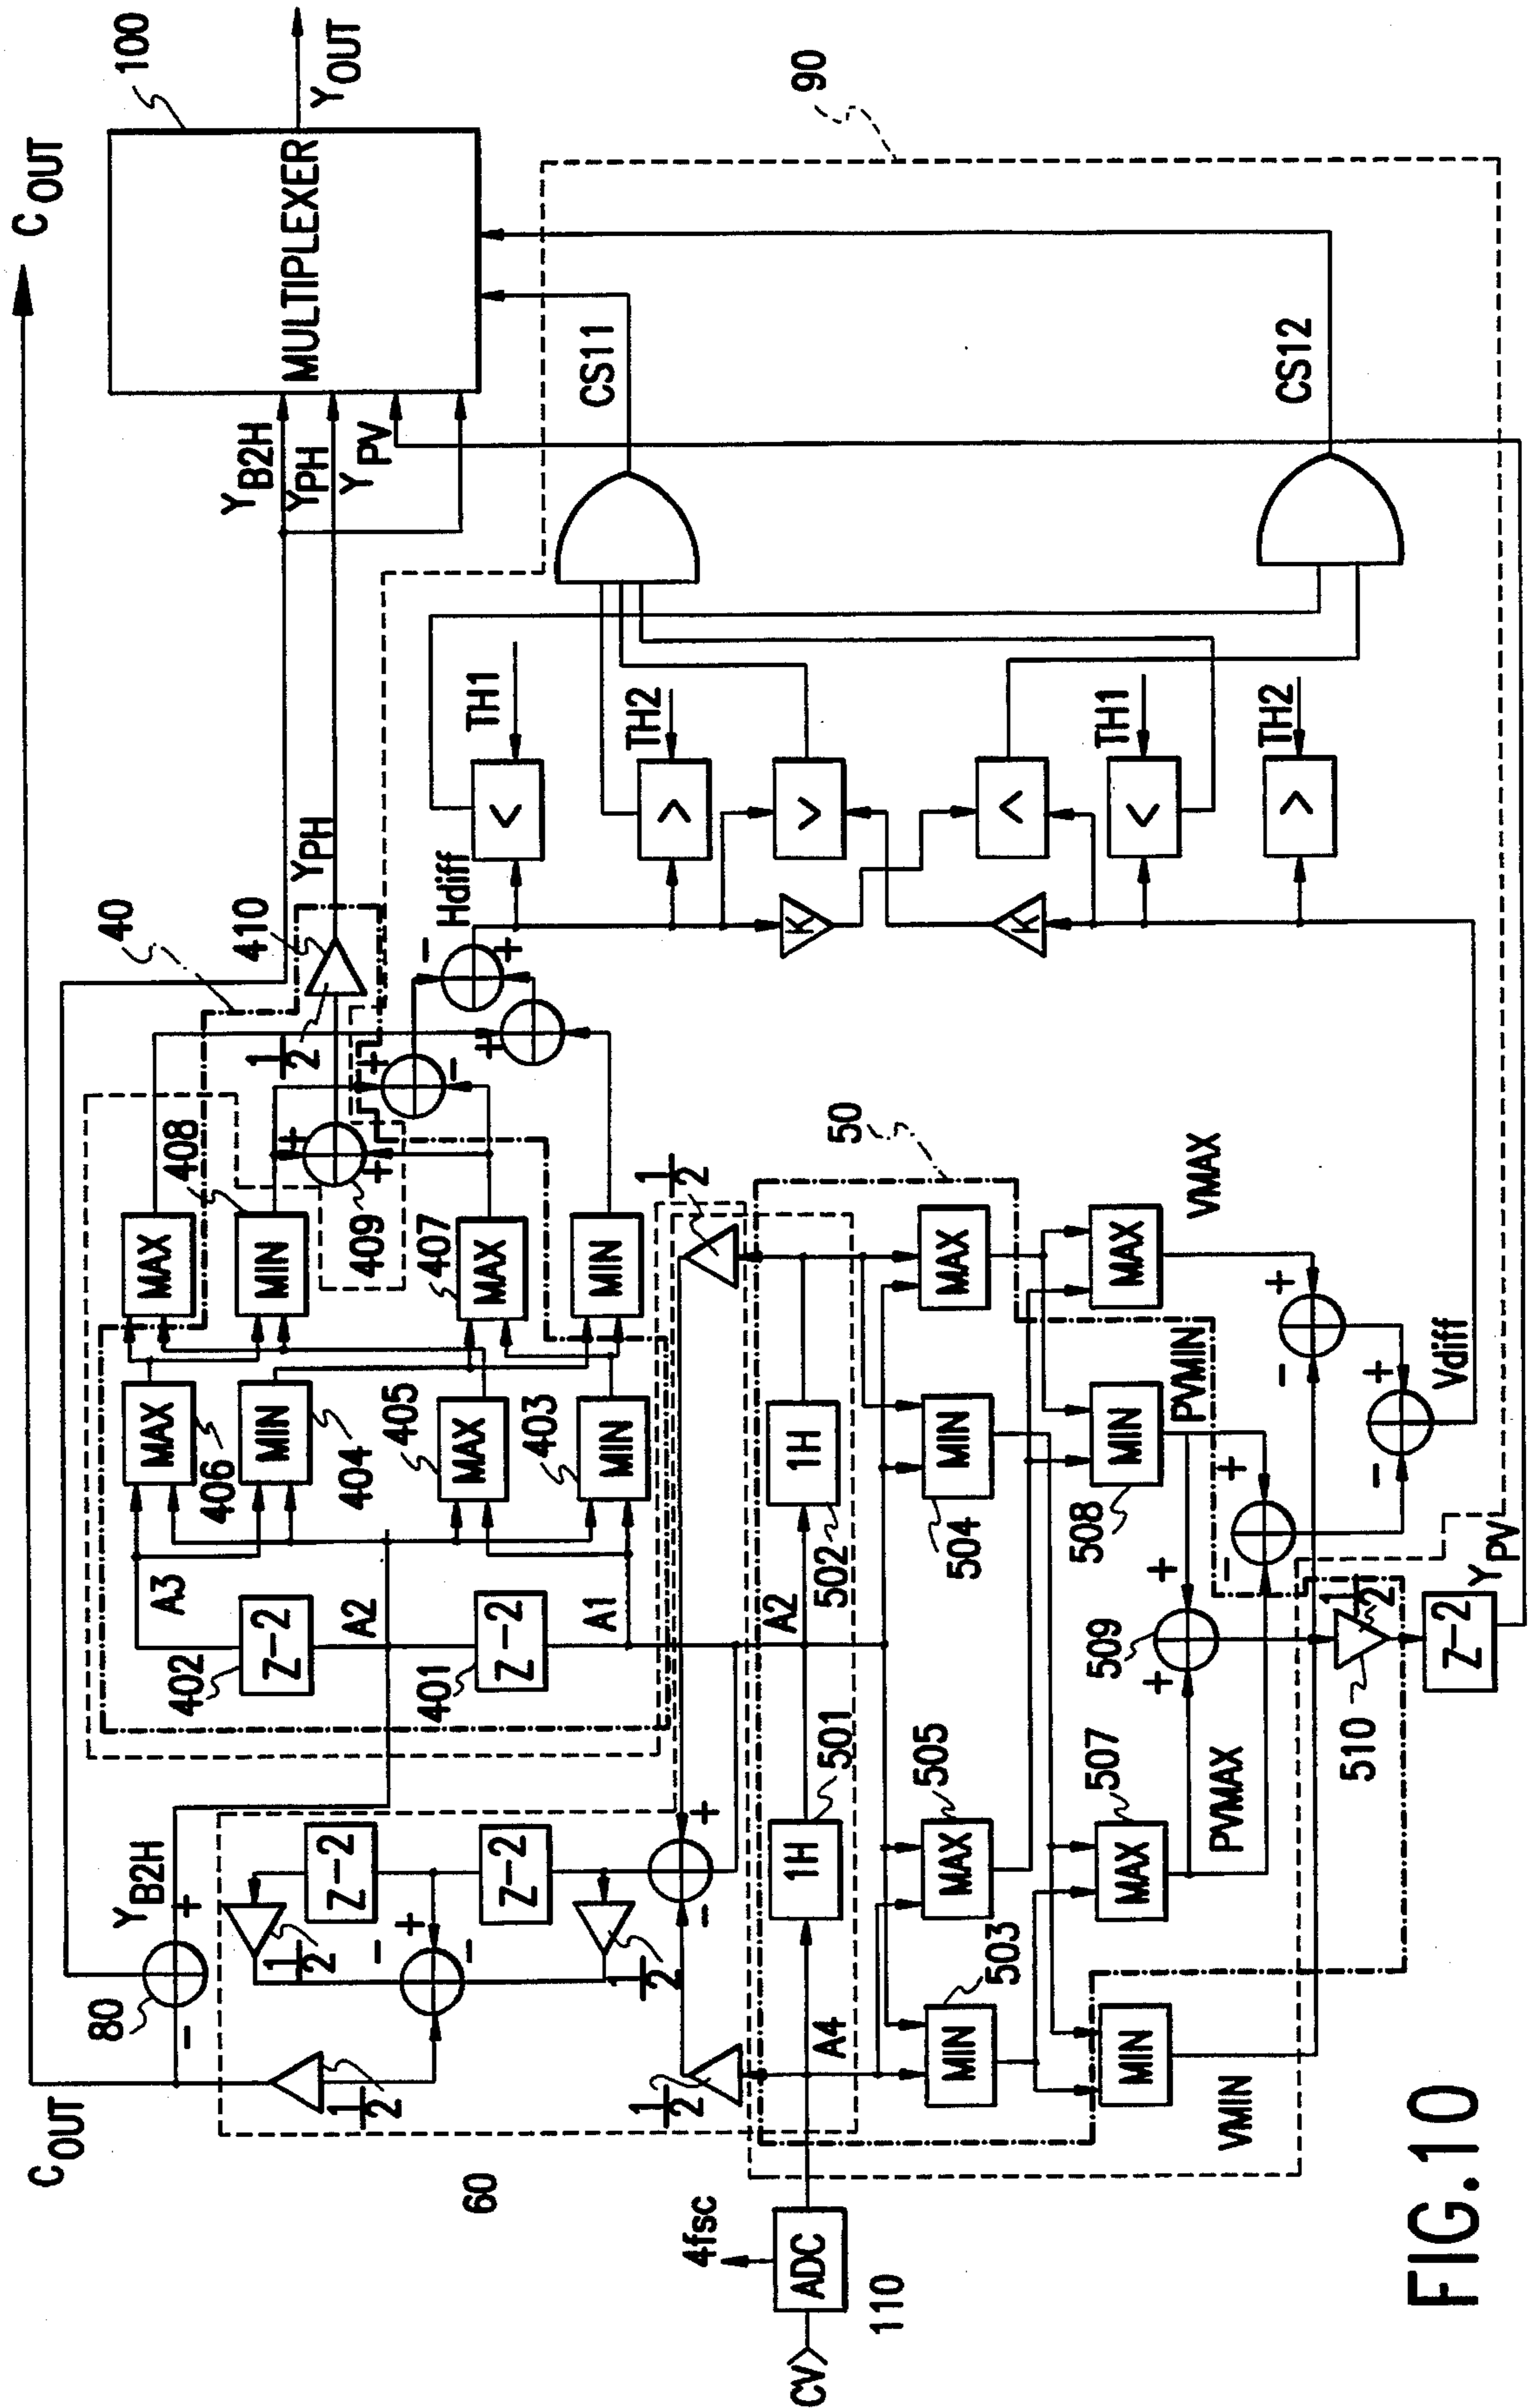 C OUT
100
Y OUT
MULTIPLEXER
90
CS11
CS12
Y B2H
Y PH
Y PV
TH1
<
TH2
>
>
<
TH1
<
TH2
>
K
K
Hdiff
Y PH
40
410
1/2
408
409
407
MAX
MIN
MAX
MIN
MAX
MIN
MAX
MIN
406
404
405
403
A3
A2
A1
Z-2
402
Z-2
401
50
1/2
MAX
MAX
VMAX
1H
502
MIN
504
MIN
508
PVMIN
Vdiff
A2
509
1/2
510
Z-2
Y PV
1H
501
MAX
505
MAX
507
PVMAX
MIN
503
MIN
VMIN
A4
C OUT
80
Y B2H
Z-2
Z-2
1/2
1/2
1/2
1/2
60
4fsc
ADC
110
CV
+
-
FIG.10